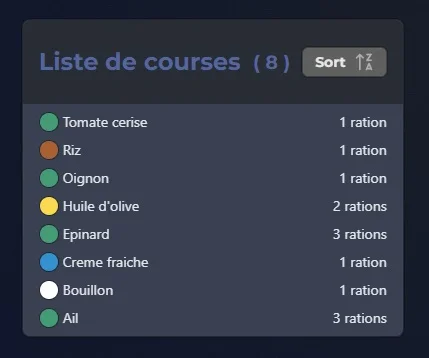 Liste de courses ( 8 ) Sort
Tomate cerise 1 ration
Riz 1 ration
Oignon 1 ration
Huile d'olive 2 rations
Epinard 3 rations
Creme fraiche 1 ration
Bouillon 1 ration
Ail 3 rations